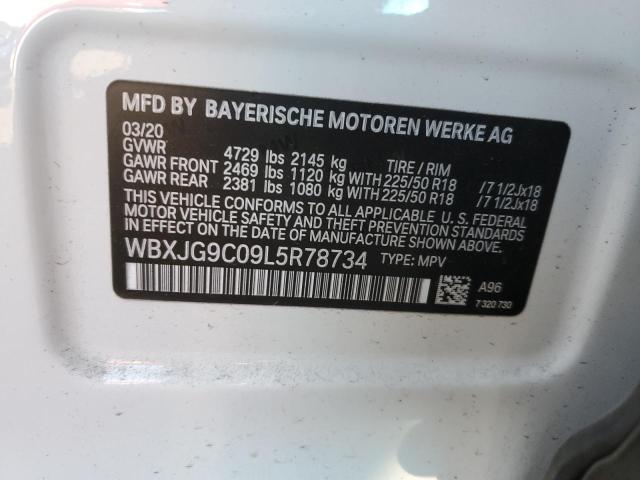 MFD BY BAYERISCHE MOTOREN WERKE AG
03/20
GVWR 4729 lbs 2145 kg TIRE / RIM
GAWR FRONT 2469 lbs 1120 kg WITH 225/50 R18 /7 1/2Jx18
GAWR REAR 2381 lbs 1080 kg WITH 225/50 R18 /7 1/2Jx18
THIS VEHICLE CONFORMS TO ALL APPLICABLE U.S. FEDERAL
MOTOR VEHICLE SAFETY AND THEFT PREVENTION STANDARDS
IN EFFECT ON THE DATE OF MANUFACTURE SHOWN ABOVE.
WBXJG9C09L5R78734 TYPE: MPV
A96
7 320 730